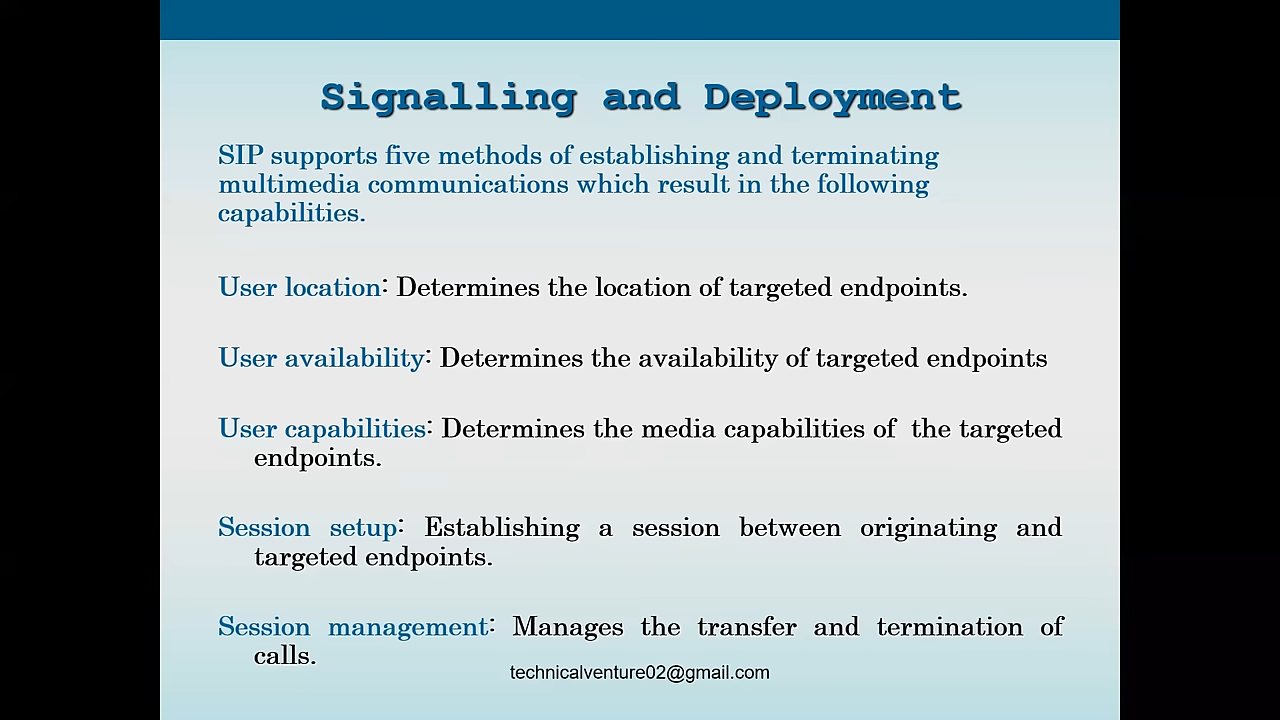 Signalling and Deployment
SIP supports five methods of establishing and terminating
multimedia communications which result in the following
capabilities.
User location: Determines the location of targeted endpoints.
User availability: Determines the availability of targeted endpoints
User capabilities: Determines the media capabilities of  the targeted
endpoints.
Session setup: Establishing a session between originating and
targeted endpoints.
Session management: Manages the transfer and termination of
calls.
technicalventure02@gmail.com